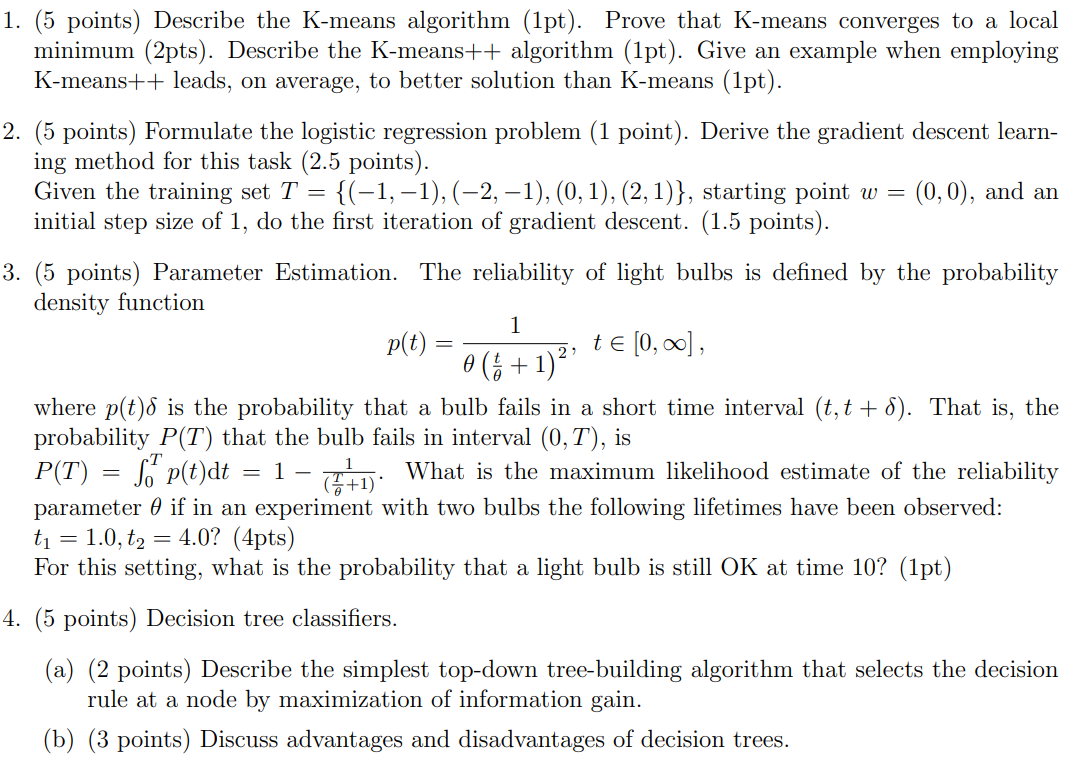 1. (5 points) Describe the K-means algorithm (1pt). Prove that K-means converges to a local
minimum (2pts). Describe the K-means++ algorithm (1pt). Give an example when employing
K-means++ leads, on average, to better solution than K-means (1pt).
2. (5 points) Formulate the logistic regression problem (1 point). Derive the gradient descent learn-
ing method for this task (2.5 points).
Given the training set T = {(−1, −1), (−2, −1), (0, 1), (2, 1)}, starting point w = (0, 0), and an
initial step size of 1, do the first iteration of gradient descent. (1.5 points).
3. (5 points) Parameter Estimation. The reliability of light bulbs is defined by the probability
density function
p(t) = 1 / (θ (t/θ + 1)²), t ∈ [0, ∞] ,
where p(t)δ is the probability that a bulb fails in a short time interval (t, t + δ). That is, the
probability P(T) that the bulb fails in interval (0, T), is
P(T) = ∫₀ᵀ p(t)dt = 1 − 1/(T/θ +1). What is the maximum likelihood estimate of the reliability
parameter θ if in an experiment with two bulbs the following lifetimes have been observed:
t₁ = 1.0, t₂ = 4.0? (4pts)
For this setting, what is the probability that a light bulb is still OK at time 10? (1pt)
4. (5 points) Decision tree classifiers.
(a) (2 points) Describe the simplest top-down tree-building algorithm that selects the decision
rule at a node by maximization of information gain.
(b) (3 points) Discuss advantages and disadvantages of decision trees.